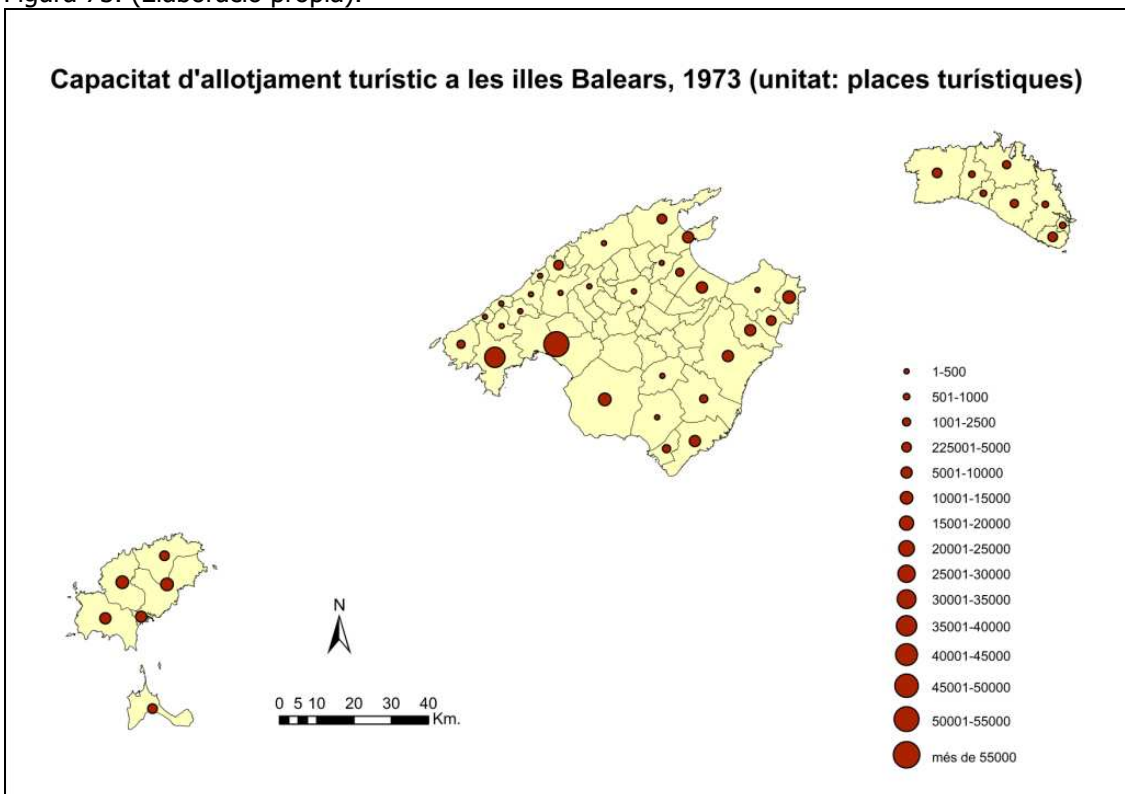 Figura 75. (Elaboració pròpia).
Capacitat d'allotjament turístic a les illes Balears, 1973 (unitat: places turístiques)
1-500
501-1000
1001-2500
225001-5000
5001-10000
10001-15000
15001-20000
20001-25000
25001-30000
30001-35000
35001-40000
40001-45000
45001-50000
50001-55000
més de 55000
N
0 5 10 20 30 40
Km.